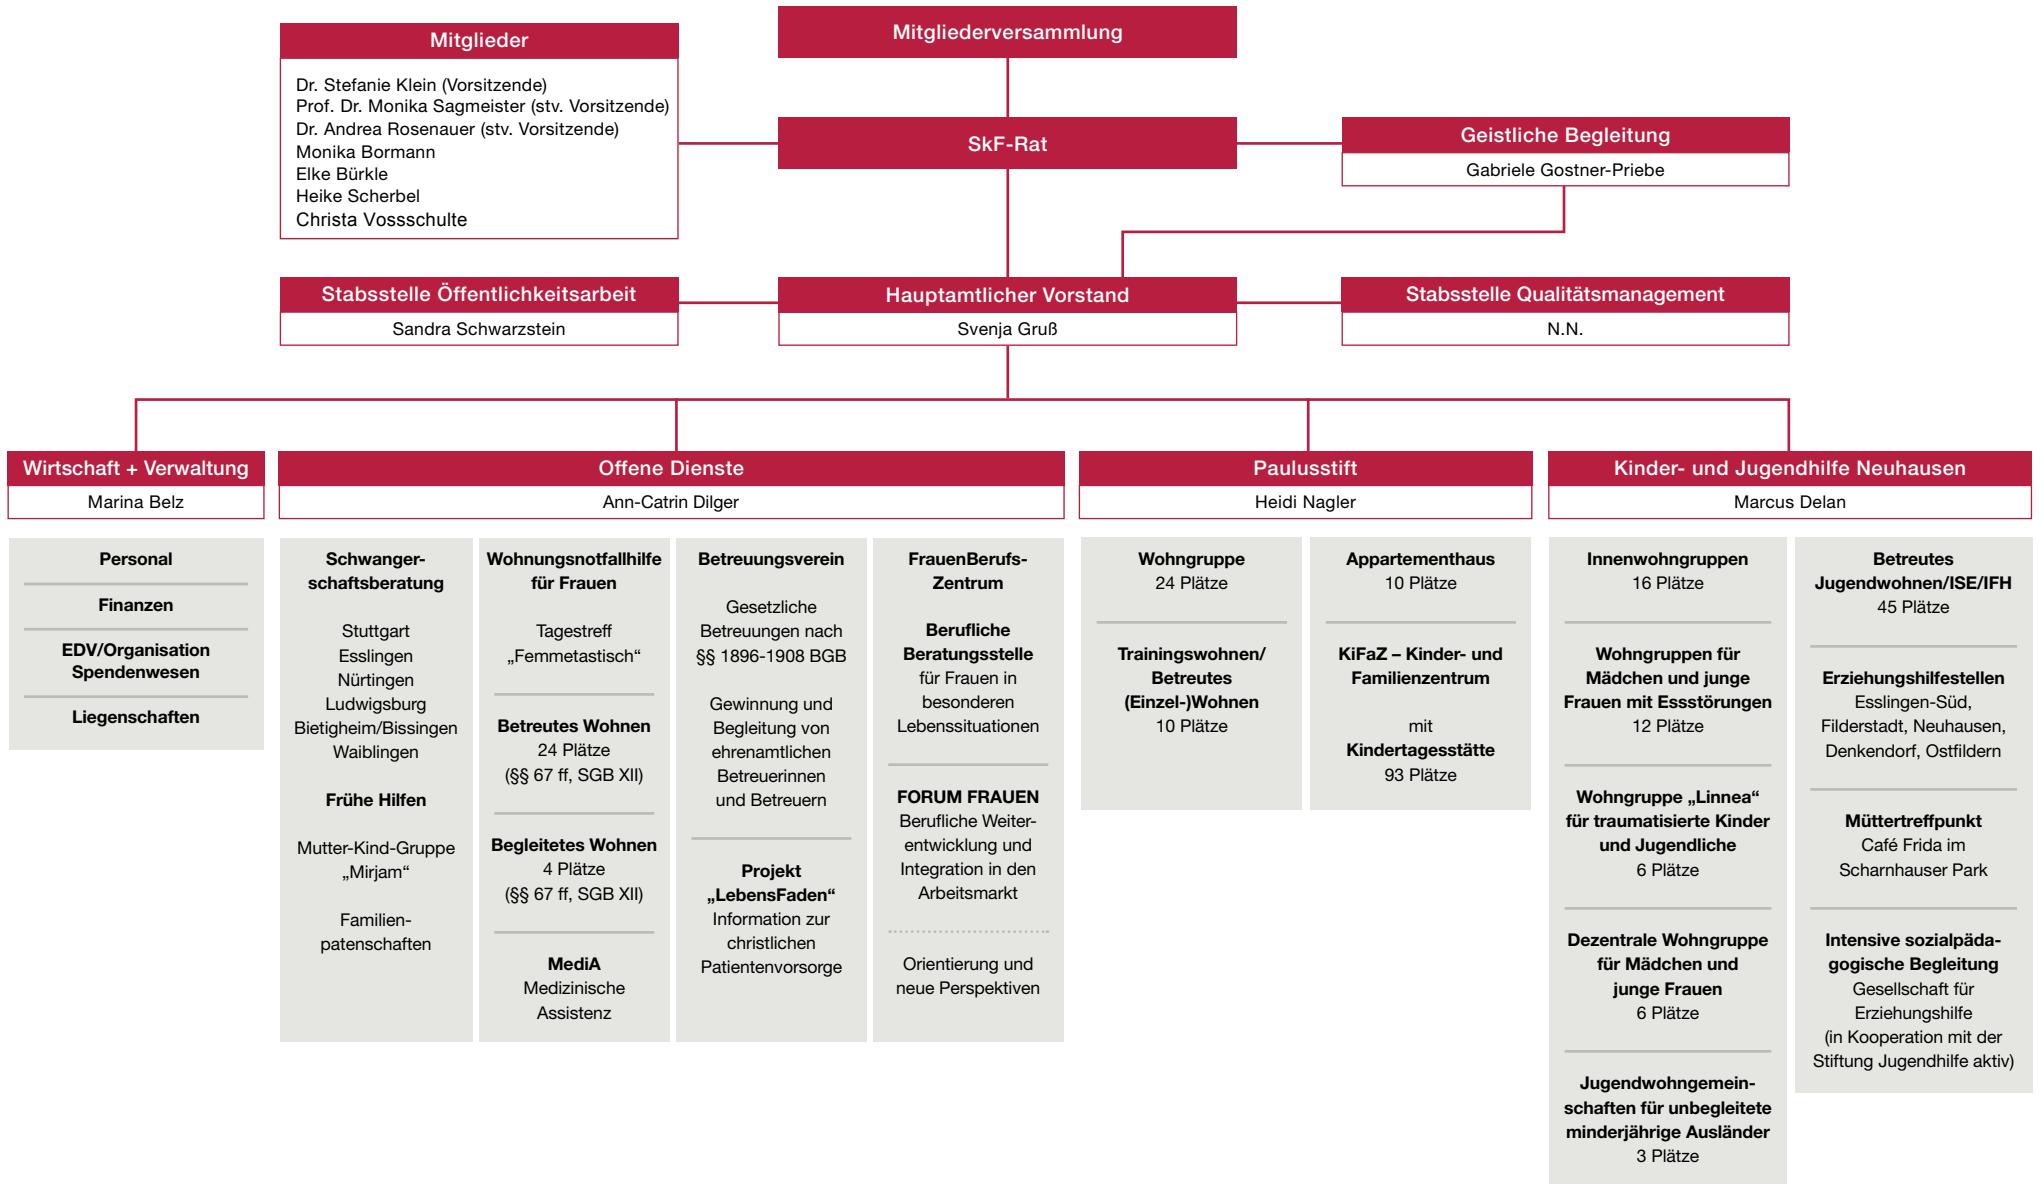 Mitglieder
Dr. Stefanie Klein (Vorsitzende)
Prof. Dr. Monika Sagmeister (stv. Vorsitzende)
Dr. Andrea Rosenauer (stv. Vorsitzende)
Monika Bormann
Elke Bürkle
Heike Scherbel
Christa Vossschulte
Mitgliederversammlung
SkF-Rat
Geistliche Begleitung
Gabriele Gostner-Priebe
Stabsstelle Öffentlichkeitsarbeit
Sandra Schwarzstein
Hauptamtlicher Vorstand
Svenja Gruß
Stabsstelle Qualitätsmanagement
N.N.
Wirtschaft + Verwaltung
Marina Belz
Personal
Finanzen
EDV/Organisation
Spendenwesen
Liegenschaften
Offene Dienste
Ann-Catrin Dilger
Schwanger-
schaftsberatung
Stuttgart
Esslingen
Nürtingen
Ludwigsburg
Bietigheim/Bissingen
Waiblingen
Frühe Hilfen
Mutter-Kind-Gruppe
„Mirjam“
Familien-
patenschaften
Wohnungsnotfallhilfe
für Frauen
Tagestreff
„Femmetastisch“
Betreutes Wohnen
24 Plätze
(§§ 67 ff, SGB XII)
Begleitetes Wohnen
4 Plätze
(§§ 67 ff, SGB XII)
MediA
Medizinische
Assistenz
Betreuungsverein
Gesetzliche
Betreuungen nach
§§ 1896-1908 BGB
Gewinnung und
Begleitung von
ehrenamtlichen
Betreuerinnen
und Betreuern
Projekt
„LebensFaden“
Information zur
christlichen
Patientenvorsorge
FrauenBerufs-
Zentrum
Berufliche
Beratungsstelle
für Frauen in
besonderen
Lebenssituationen
FORUM FRAUEN
Berufliche Weiter-
entwicklung und
Integration in den
Arbeitsmarkt
Orientierung und
neue Perspektiven
Paulusstift
Heidi Nagler
Wohngruppe
24 Plätze
Trainingswohnen/
Betreutes
(Einzel-)Wohnen
10 Plätze
Appartementhaus
10 Plätze
KiFaZ – Kinder- und
Familienzentrum
mit
Kindertagesstätte
93 Plätze
Kinder- und Jugendhilfe Neuhausen
Marcus Delan
Innenwohngruppen
16 Plätze
Wohngruppen für
Mädchen und junge
Frauen mit Essstörungen
12 Plätze
Wohngruppe „Linnea“
für traumatisierte Kinder
und Jugendliche
6 Plätze
Dezentrale Wohngruppe
für Mädchen und
junge Frauen
6 Plätze
Jugendwohngemein-
schaften für unbegleitete
minderjährige Ausländer
3 Plätze
Betreutes
Jugendwohnen/ISE/IFH
45 Plätze
Erziehungshilfestellen
Esslingen-Süd,
Filderstadt, Neuhausen,
Denkendorf, Ostfildern
Müttertreffpunkt
Café Frida im
Scharnhauser Park
Intensive sozialpäda-
gogische Begleitung
Gesellschaft für
Erziehungshilfe
(in Kooperation mit der
Stiftung Jugendhilfe aktiv)